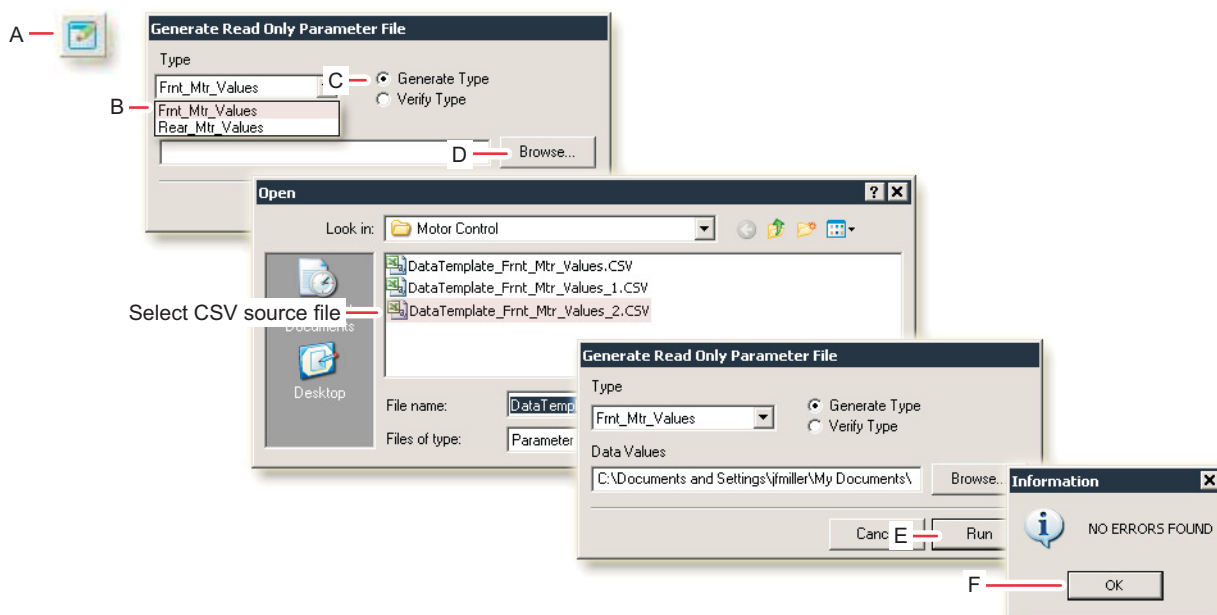 A
Generate Read Only Parameter File
Type
Frnt_Mtr_Values
C
Generate Type
Verify Type
B
Frnt_Mtr_Values
Rear_Mtr_Values
D
Browse...
Open
Look in:
Motor Control
DataTemplate_Frnt_Mtr_Values.CSV
DataTemplate_Frnt_Mtr_Values_1.CSV
DataTemplate_Frnt_Mtr_Values_2.CSV
Select CSV source file
Documents
Desktop
File name:
DataTempl
Files of type:
Parameter
Generate Read Only Parameter File
Type
Frnt_Mtr_Values
Generate Type
Verify Type
Data Values
C:\Documents and Settings\jfmiller\My Documents\
Browse...
Canc
E
Run
Information
NO ERRORS FOUND
F
OK